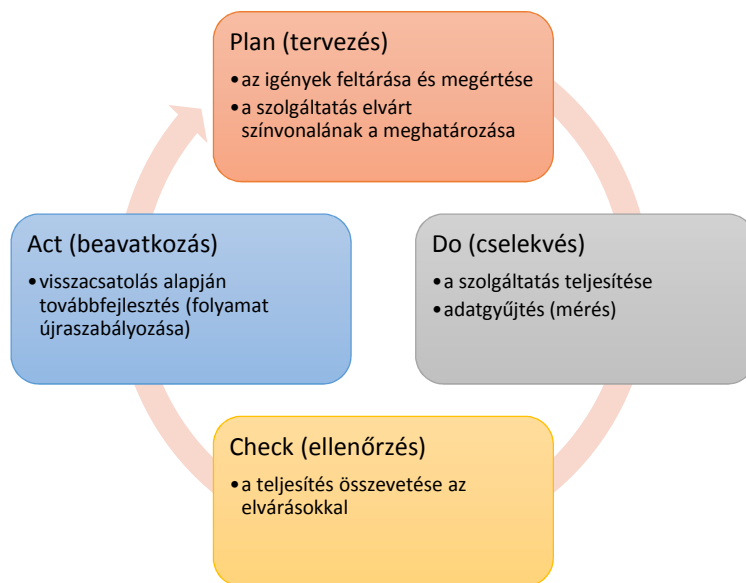 Plan (tervezés)
•az igények feltárása és megértése
•a szolgáltatás elvárt
színvonalának a meghatározása
Do (cselekvés)
•a szolgáltatás teljesítése
•adatgyűjtés (mérés)
Check (ellenőrzés)
•a teljesítés összevetése az
elvárásokkal
Act (beavatkozás)
•visszacsatolás alapján
továbbfejlesztés (folyamat
újraszabályozása)